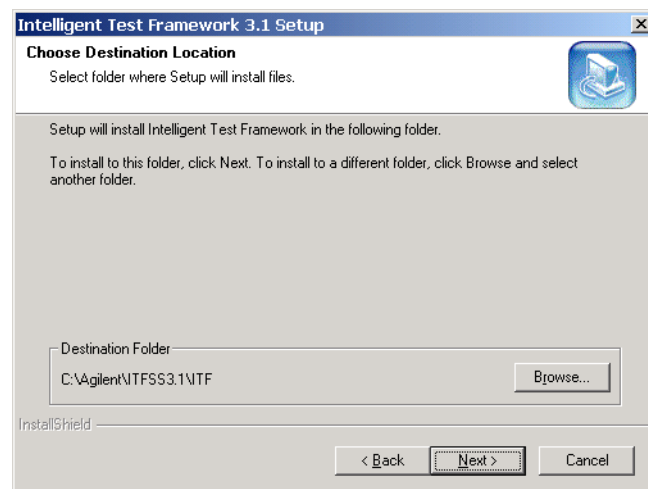 Intelligent Test Framework 3.1 Setup
Choose Destination Location
Select folder where Setup will install files.
Setup will install Intelligent Test Framework in the following folder.
To install to this folder, click Next. To install to a different folder, click Browse and select
another folder.
Destination Folder
C:\Agilent\ITFSS3.1\ITF
Browse...
InstallShield
< Back
Next >
Cancel